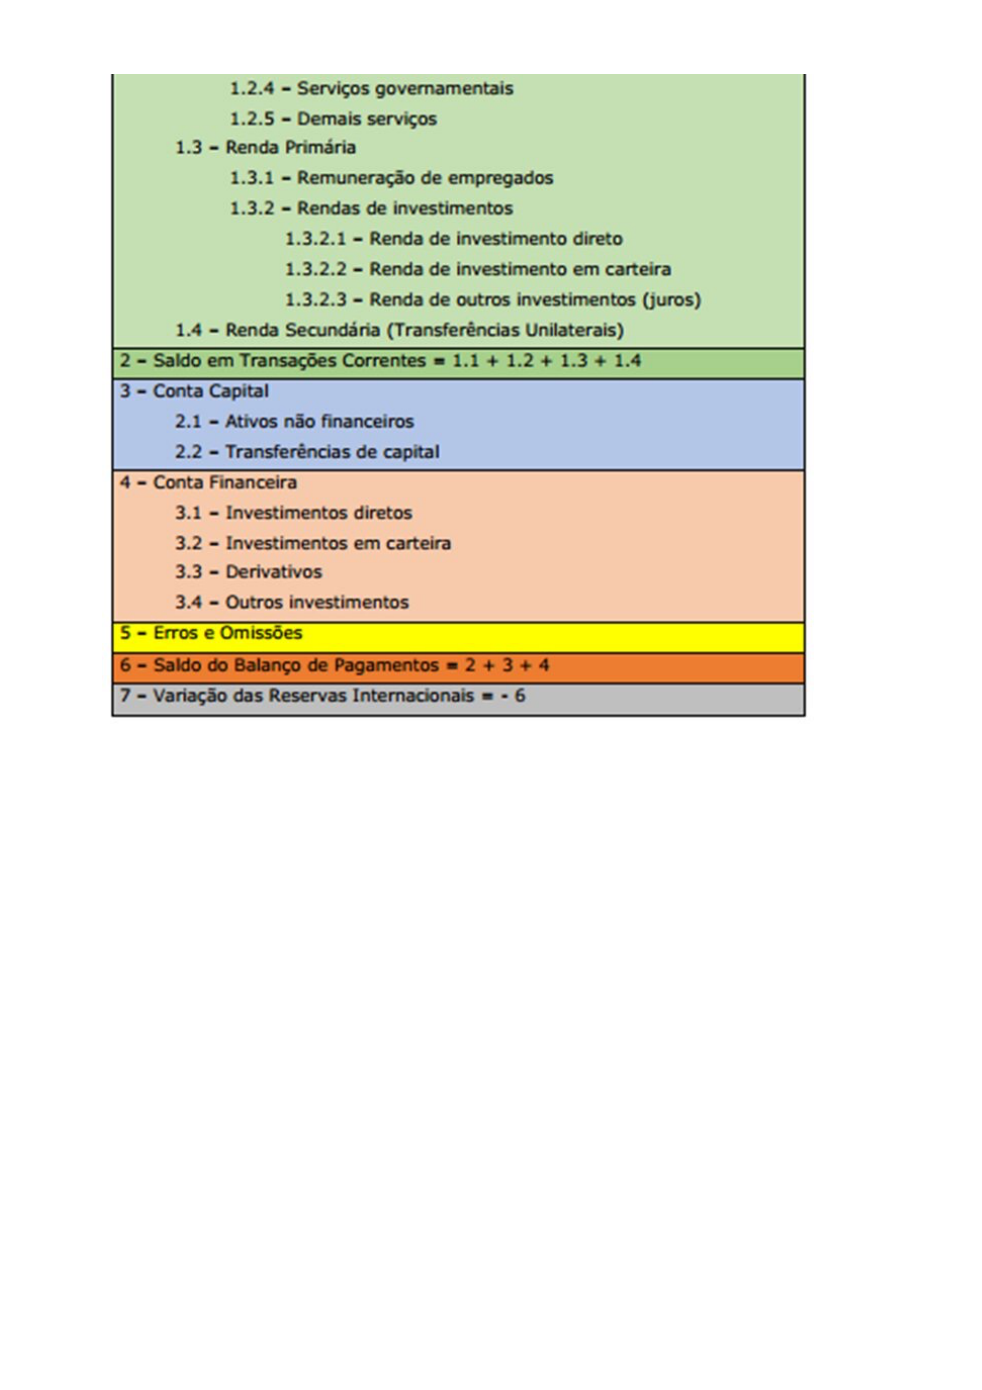 1.2.4 – Serviços governamentais
1.2.5 – Demais serviços
1.3 – Renda Primária
1.3.1 – Remuneração de empregados
1.3.2 – Rendas de investimentos
1.3.2.1 – Renda de investimento direto
1.3.2.2 – Renda de investimento em carteira
1.3.2.3 – Renda de outros investimentos (juros)
1.4 – Renda Secundária (Transferências Unilaterais)
2 – Saldo em Transações Correntes = 1.1 + 1.2 + 1.3 + 1.4
3 – Conta Capital
2.1 – Ativos não financeiros
2.2 – Transferências de capital
4 – Conta Financeira
3.1 – Investimentos diretos
3.2 – Investimentos em carteira
3.3 – Derivativos
3.4 – Outros investimentos
5 – Erros e Omissões
6 – Saldo do Balanço de Pagamentos = 2 + 3 + 4
7 – Variação das Reservas Internacionais = - 6